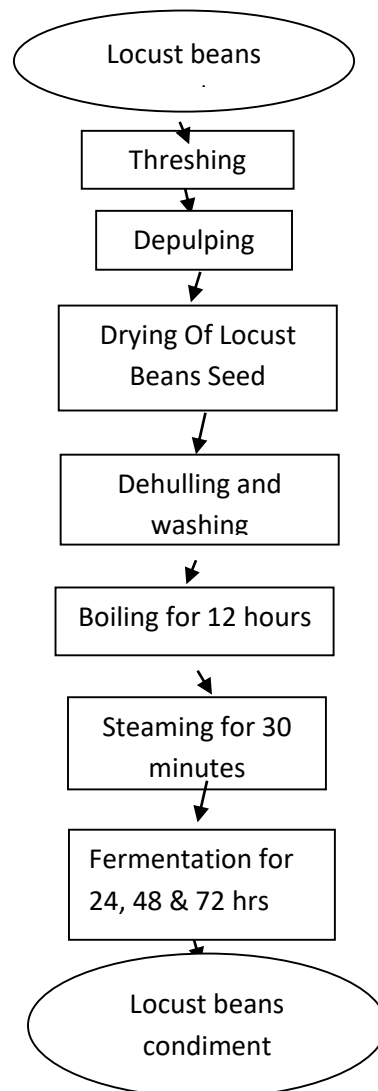 Locust beans
Threshing
Depulping
Drying Of Locust
Beans Seed
Dehulling and
washing
Boiling for 12 hours
Steaming for 30
minutes
Fermentation for
24, 48 & 72 hrs
Locust beans
condiment